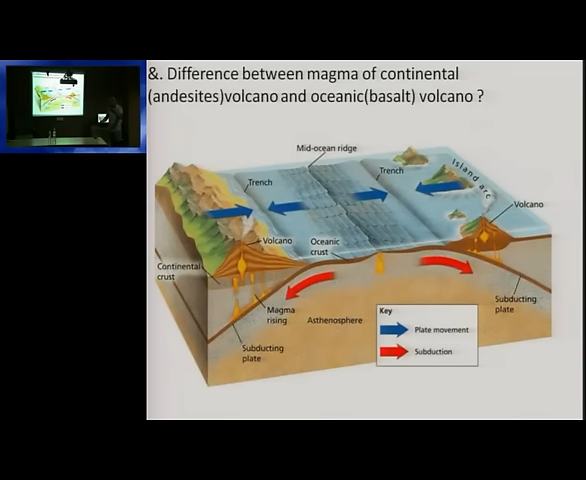 &. Difference between magma of continental
(andesites)volcano and oceanic(basalt) volcano ?
Mid-ocean ridge
Trench
Trench
Island arc
Volcano
Volcano
Oceanic
crust
Continental
crust
Magma
rising
Asthenosphere
Subducting
plate
Subducting
plate
Key
Plate movement
Subduction